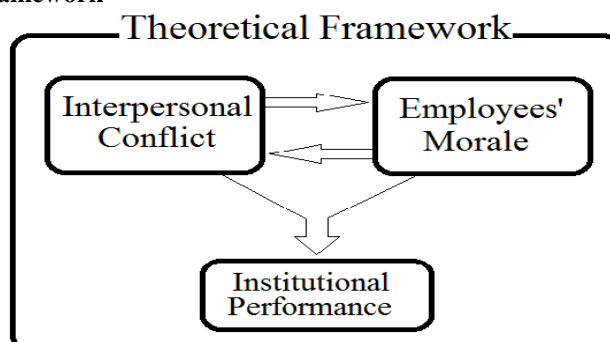 Theoretical Framework
Interpersonal
Conflict
Employees'
Morale
Institutional
Performance